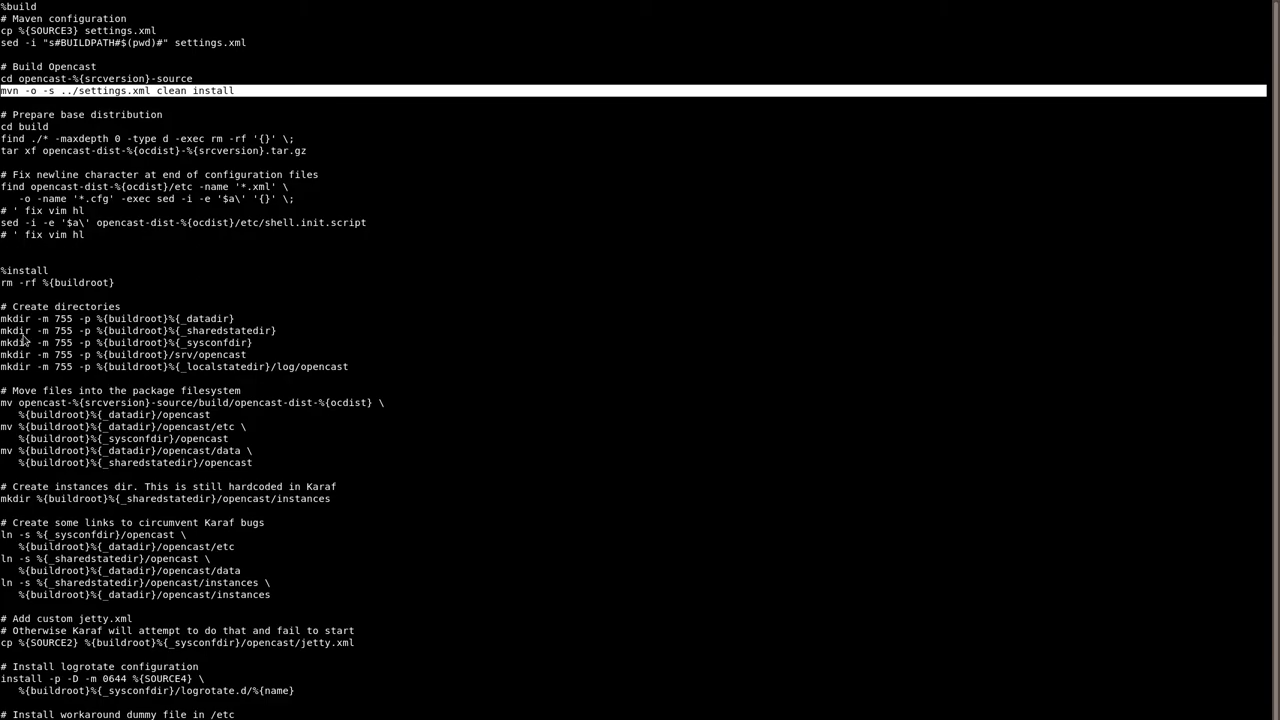 %build
# Maven configuration
cp %{SOURCE3} settings.xml
sed -i "s#BUILDPATH#$(pwd)#" settings.xml
# Build Opencast
cd opencast-%{srcversion}-source
mvn -o -s ../settings.xml clean install
# Prepare base distribution
cd build
find ./* -maxdepth 0 -type d -exec rm -rf '{}' \;
tar xf opencast-dist-%{ocdist}-%{srcversion}.tar.gz
# Fix newline character at end of configuration files
find opencast-dist-%{ocdist}/etc -name '*.xml' \
-o -name '*.cfg' -exec sed -i -e '$a\' '{}' \;
# ' fix vim hl
sed -i -e '$a\' opencast-dist-%{ocdist}/etc/shell.init.script
# ' fix vim hl
%install
rm -rf %{buildroot}
# Create directories
mkdir -m 755 -p %{buildroot}%{_datadir}
mkdir -m 755 -p %{buildroot}%{_sharedstatedir}
mkdir -m 755 -p %{buildroot}%{_sysconfdir}
mkdir -m 755 -p %{buildroot}/srv/opencast
mkdir -m 755 -p %{buildroot}%{_localstatedir}/log/opencast
# Move files into the package filesystem
mv opencast-%{srcversion}-source/build/opencast-dist-%{ocdist} \
%{buildroot}%{_datadir}/opencast
mv %{buildroot}%{_datadir}/opencast/etc \
%{buildroot}%{_sysconfdir}/opencast
mv %{buildroot}%{_datadir}/opencast/data \
%{buildroot}%{_sharedstatedir}/opencast
# Create instances dir. This is still hardcoded in Karaf
mkdir %{buildroot}%{_sharedstatedir}/opencast/instances
# Create some links to circumvent Karaf bugs
ln -s %{_sysconfdir}/opencast \
%{buildroot}%{_datadir}/opencast/etc
ln -s %{_sharedstatedir}/opencast \
%{buildroot}%{_datadir}/opencast/data
ln -s %{_sharedstatedir}/opencast/instances \
%{buildroot}%{_datadir}/opencast/instances
# Add custom jetty.xml
# Otherwise Karaf will attempt to do that and fail to start
cp %{SOURCE2} %{buildroot}%{_sysconfdir}/opencast/jetty.xml
# Install logrotate configuration
install -p -D -m 0644 %{SOURCE4} \
%{buildroot}%{_sysconfdir}/logrotate.d/%{name}
# Install workaround dummy file in /etc